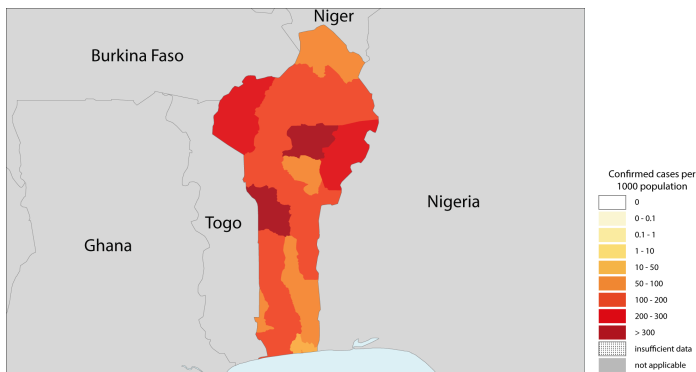 Niger
Burkina Faso
Togo
Nigeria
Ghana
Confirmed cases per
1000 population
0
0 - 0.1
0.1 - 1
1 - 10
10 - 50
50 - 100
100 - 200
200 - 300
> 300
insufficient data
not applicable